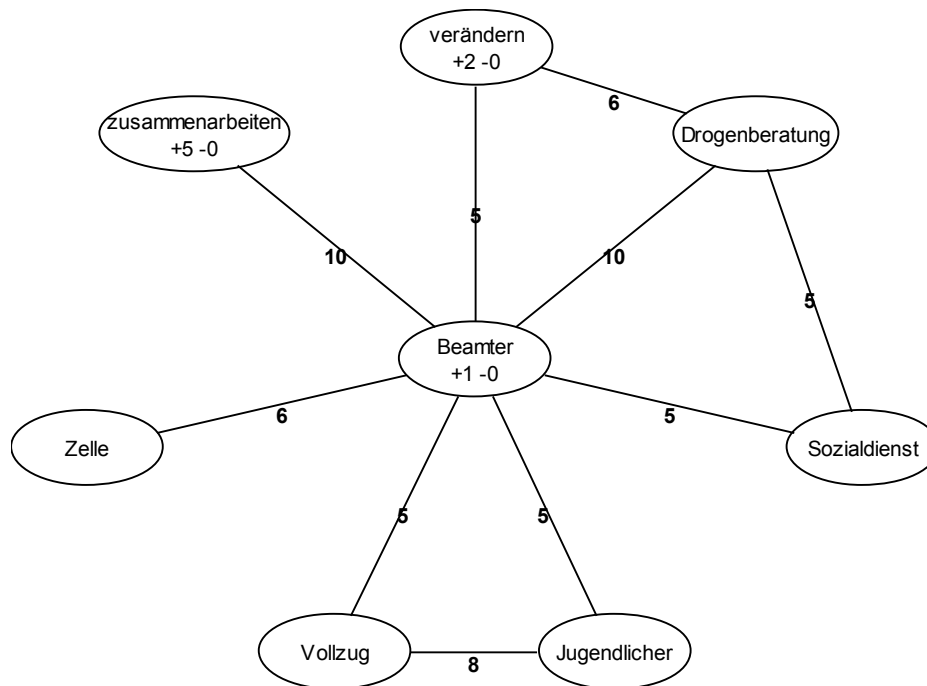 verändern
+2 -0
6
zusammenarbeiten
+5 -0
Drogenberatung
5
10
10
5
Beamter
+1 -0
6
5
Zelle
Sozialdienst
5
5
Vollzug
8
Jugendlicher